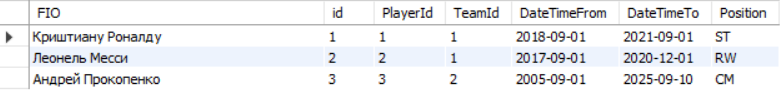 FIO id PlayerId TeamId DateTimeFrom DateTimeTo Position
Криштиану Роналду 1 1 1 2018-09-01 2021-09-01 ST
Леонель Месси 2 2 1 2017-09-01 2020-12-01 RW
Андрей Прокопенко 3 3 2 2005-09-01 2025-09-10 CM